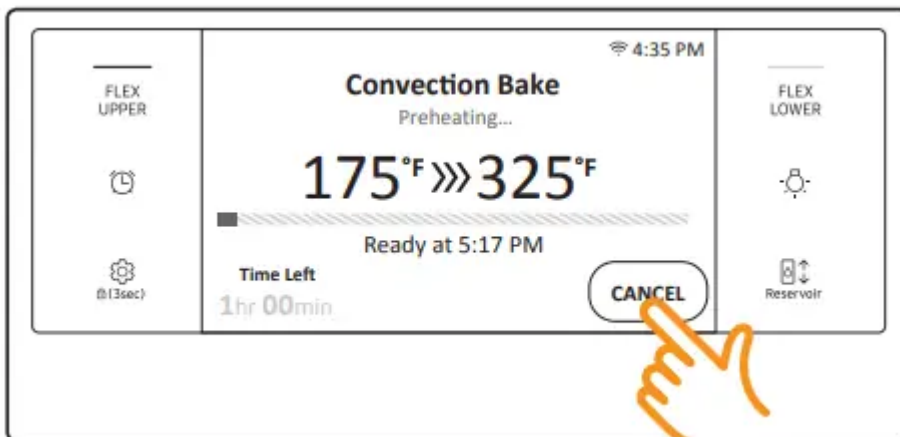 4:35 PM
FLEX
UPPER
Convection Bake
FLEX
LOWER
Preheating...
175°F»»325°F
Ready at 5:17 PM
Time Left
1hr 00min
CANCEL
(3sec)
Reservoir